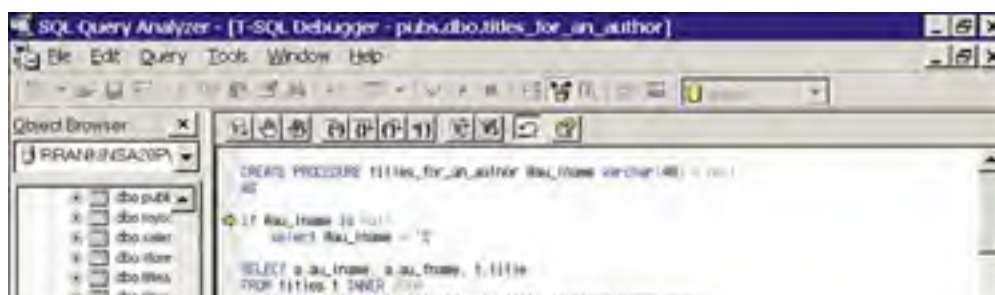 SQL Query Analyzer - [T-SQL Debugger - pubs.dbo.titles_for_an_author]
File Edit Query Tools Window Help
Object Browser
CREATE PROCEDURE titles_for_an_author @au_lname varchar(40) = null
AS
if @au_lname is null
select @au_lname = '%'
SELECT a.au_lname, a.au_fname, t.title
FROM titles t INNER JOIN
dbo.publ
dbo.roys
dbo.sales
dbo.store
dbo.titles